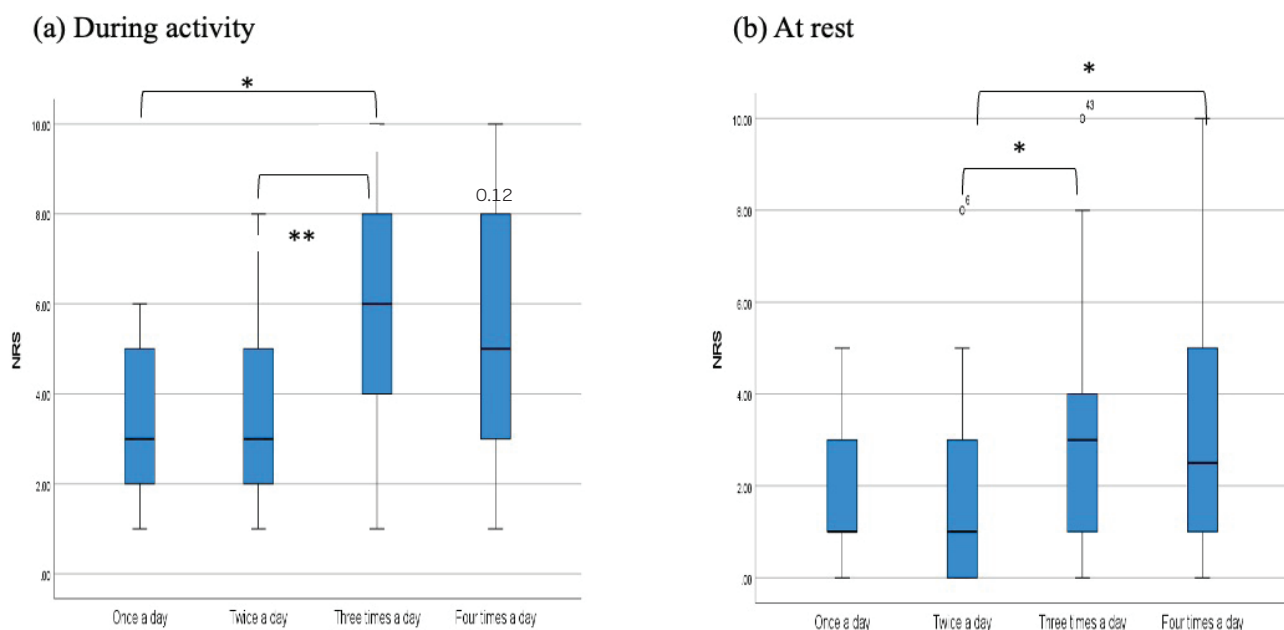 (a) During activity
*
10.00
8.00
6.00
4.00
2.00
.00
NRS
0.12
**
Once a day
Twice a day
Three times a day
Four times a day
(b) At rest
*
*
43
6
10.00
8.00
6.00
4.00
2.00
.00
NRS
Once a day
Twice a day
Three times a day
Four times a day